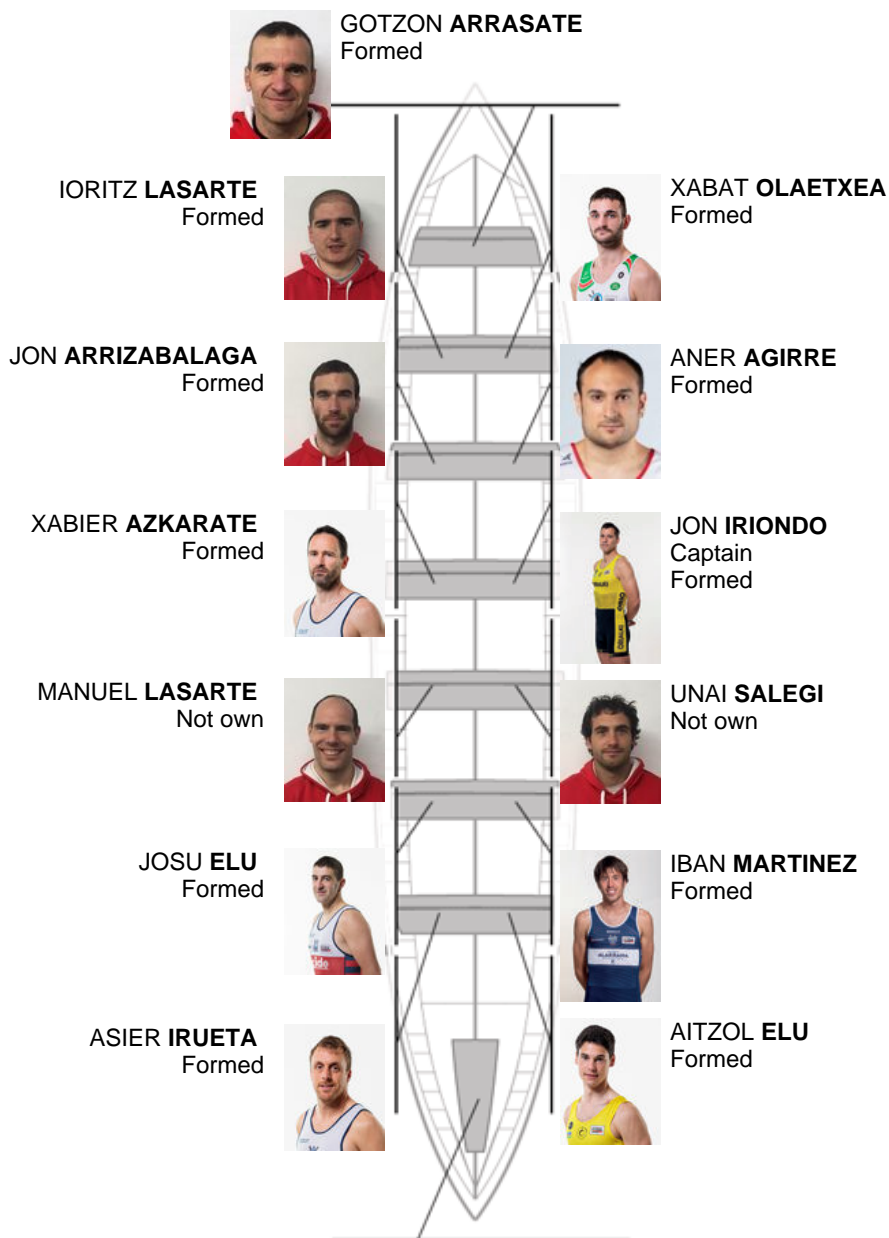 GOTZON ARRASATE
Formed
IORITZ LASARTE
Formed
XABAT OLAETXEA
Formed
JON ARRIZABALAGA
Formed
ANER AGIRRE
Formed
XABIER AZKARATE
Formed
JON IRIONDO
Captain
Formed
MANUEL LASARTE
Not own
UNAI SALEGI
Not own
JOSU ELU
Formed
IBAN MARTINEZ
Formed
ASIER IRUETA
Formed
AITZOL ELU
Formed